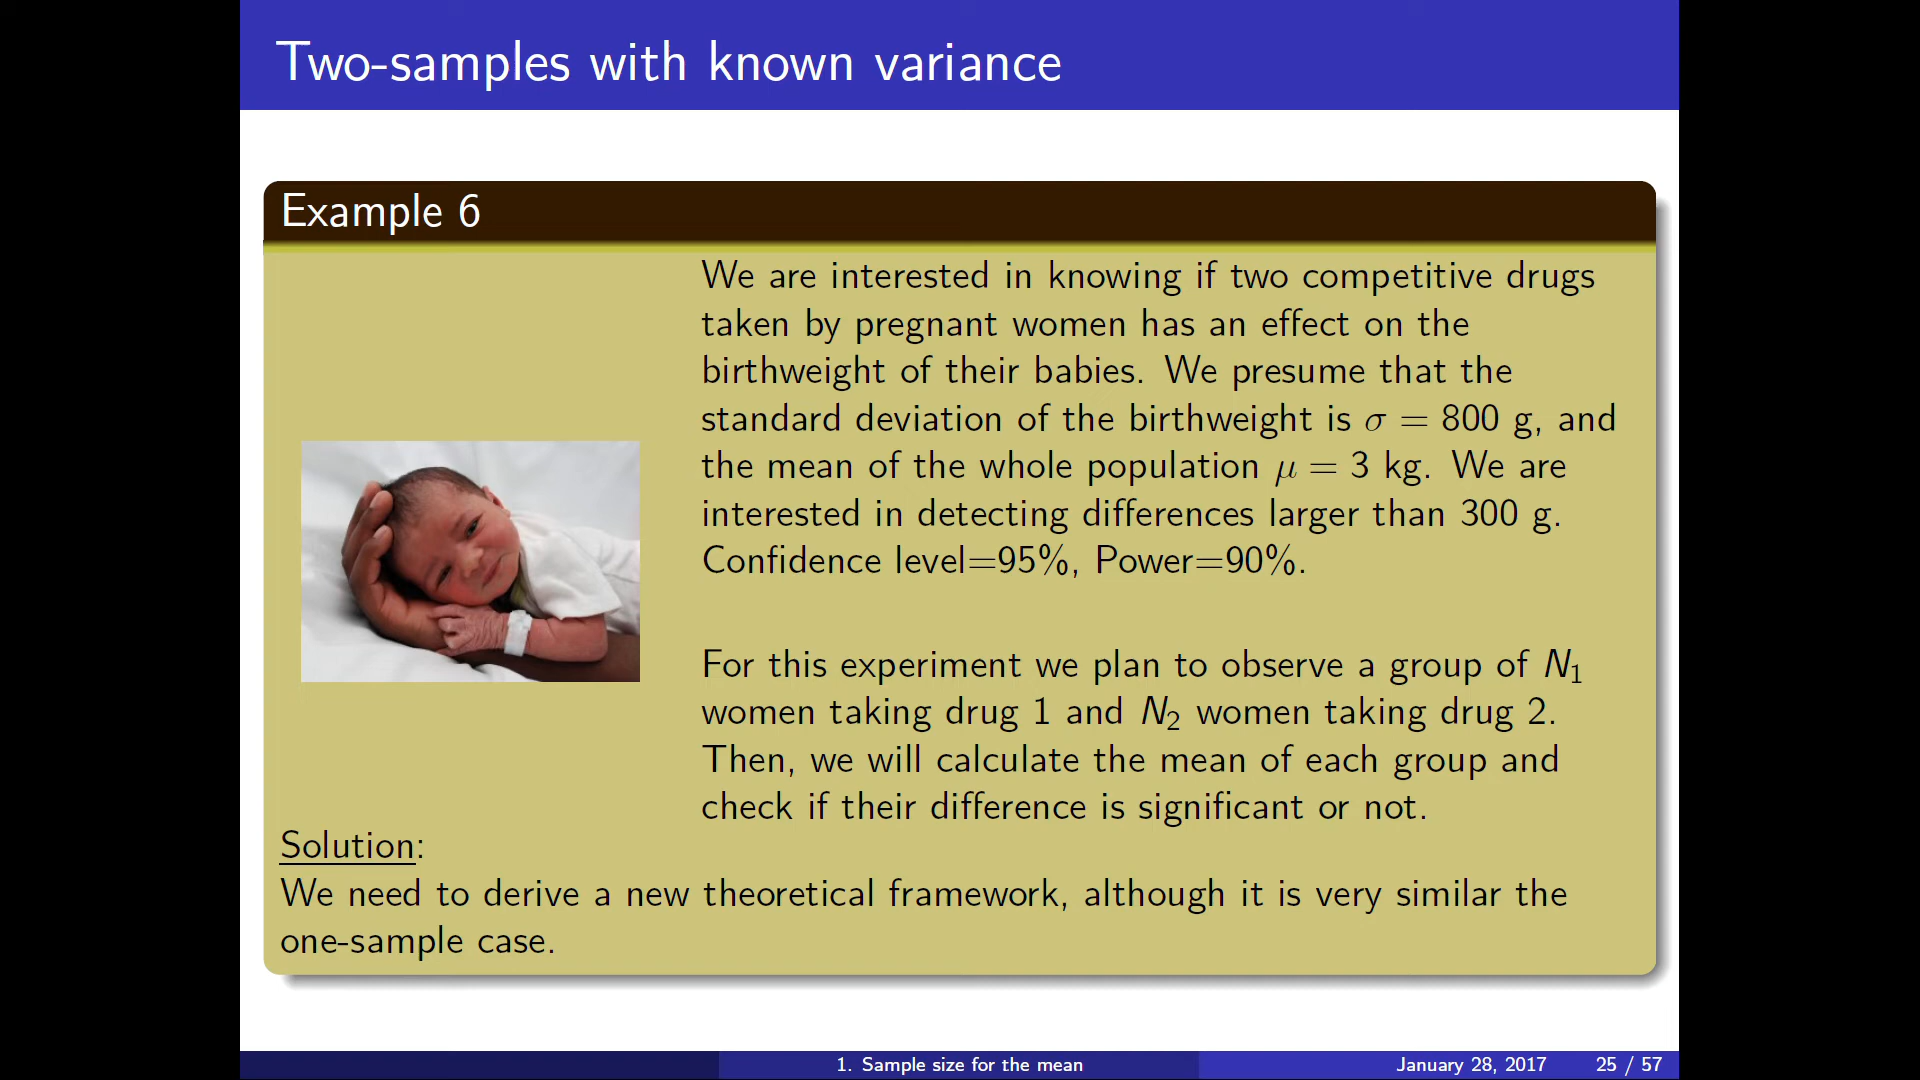 Two-samples with known variance
Example 6
We are interested in knowing if two competitive drugs
taken by pregnant women has an effect on the
birthweight of their babies. We presume that the
standard deviation of the birthweight is σ = 800 g, and
the mean of the whole population μ = 3 kg. We are
interested in detecting differences larger than 300 g.
Confidence level=95%, Power=90%.
For this experiment we plan to observe a group of N₁
women taking drug 1 and N₂ women taking drug 2.
Then, we will calculate the mean of each group and
check if their difference is significant or not.
Solution:
We need to derive a new theoretical framework, although it is very similar the
one-sample case.
1. Sample size for the mean
January 28, 2017 25 / 57